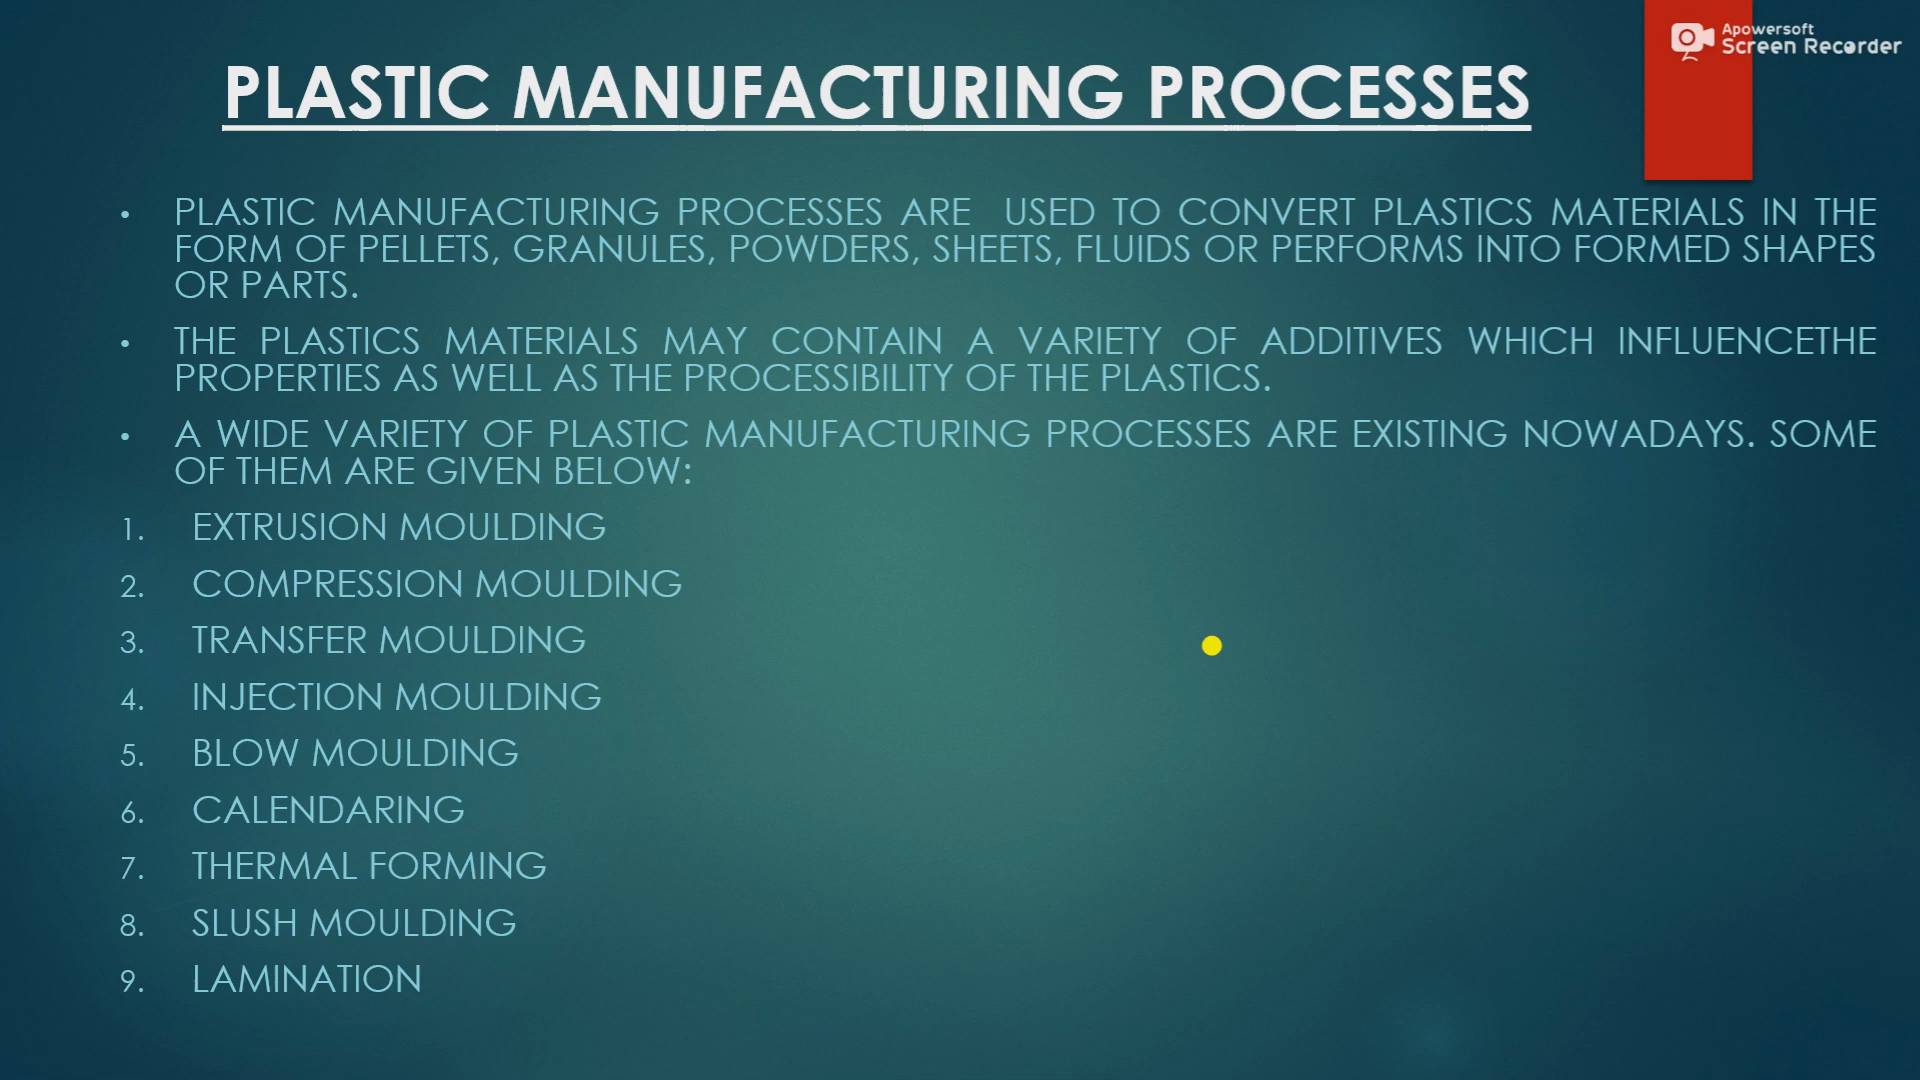 Apowersoft
Screen Recorder
PLASTIC MANUFACTURING PROCESSES
• PLASTIC MANUFACTURING PROCESSES ARE USED TO CONVERT PLASTICS MATERIALS IN THE
FORM OF PELLETS, GRANULES, POWDERS, SHEETS, FLUIDS OR PERFORMS INTO FORMED SHAPES
OR PARTS.
• THE PLASTICS MATERIALS MAY CONTAIN A VARIETY OF ADDITIVES WHICH INFLUENCETHE
PROPERTIES AS WELL AS THE PROCESSIBILITY OF THE PLASTICS.
• A WIDE VARIETY OF PLASTIC MANUFACTURING PROCESSES ARE EXISTING NOWADAYS. SOME
OF THEM ARE GIVEN BELOW:
1. EXTRUSION MOULDING
2. COMPRESSION MOULDING
3. TRANSFER MOULDING
4. INJECTION MOULDING
5. BLOW MOULDING
6. CALENDARING
7. THERMAL FORMING
8. SLUSH MOULDING
9. LAMINATION